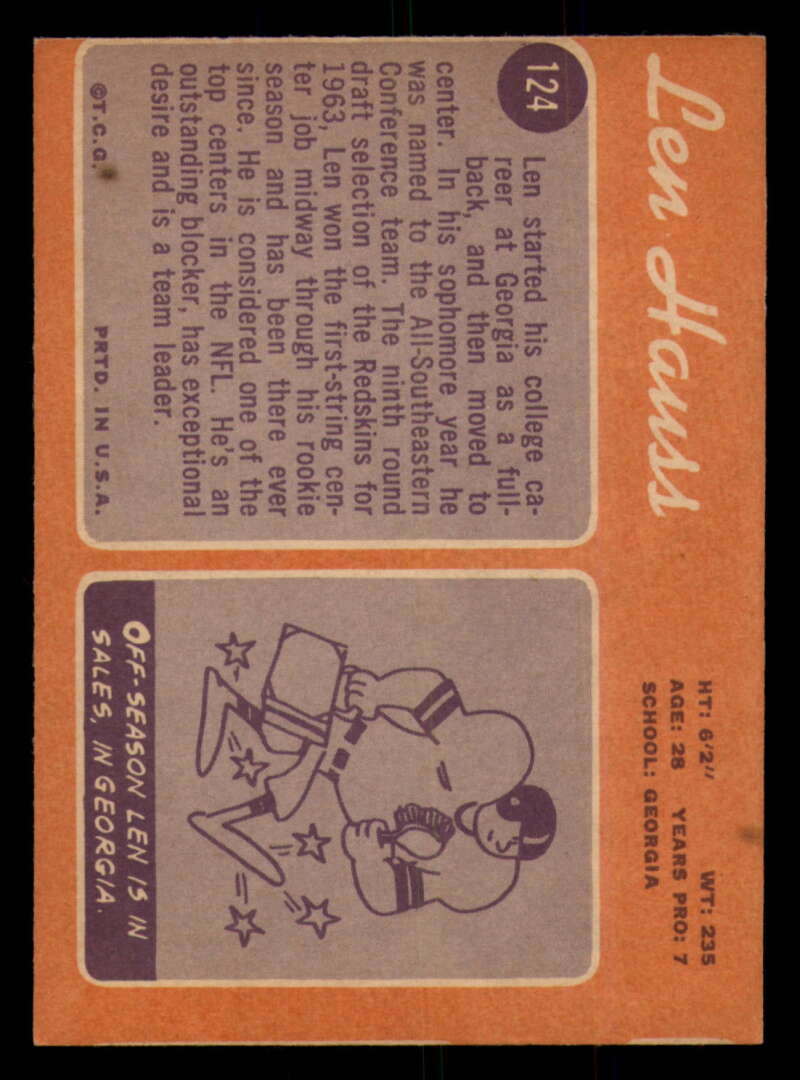 Len Hauss
HT: 6'2" WT: 235
AGE: 28 YEARS PRO: 7
SCHOOL: GEORGIA
124
Len started his college ca-
reer at Georgia as a full-
back, and then moved to
center. In his sophomore year he
was named to the All-Southeastern
Conference team. The ninth round
draft selection of the Redskins for
1963, Len won the first-string cen-
ter job midway through his rookie
season and has been there ever
since. He is considered one of the
top centers in the NFL. He's an
outstanding blocker, has exceptional
desire and is a team leader.
©T.C.G. PRTD. IN U.S.A.
OFF-SEASON LEN IS IN
SALES, IN GEORGIA.